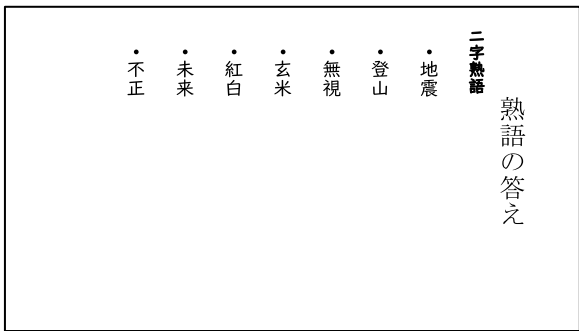 熟語の答え
二字熟語
・地震
・登山
・無視
・玄米
・紅白
・未来
・不正